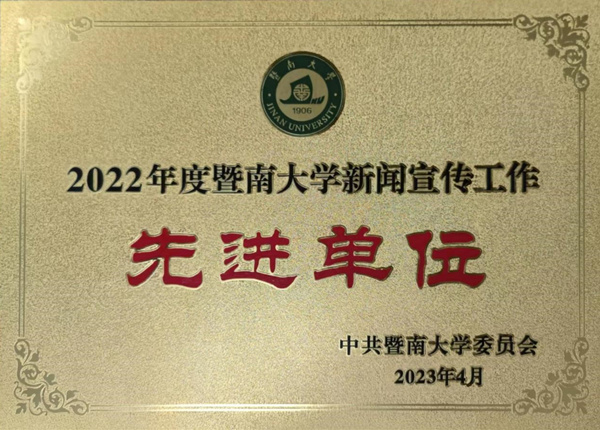 暨南大学
1906
JINAN UNIVERSITY
2022年度暨南大学新闻宣传工作
先进单位
中共暨南大学委员会
2023年4月